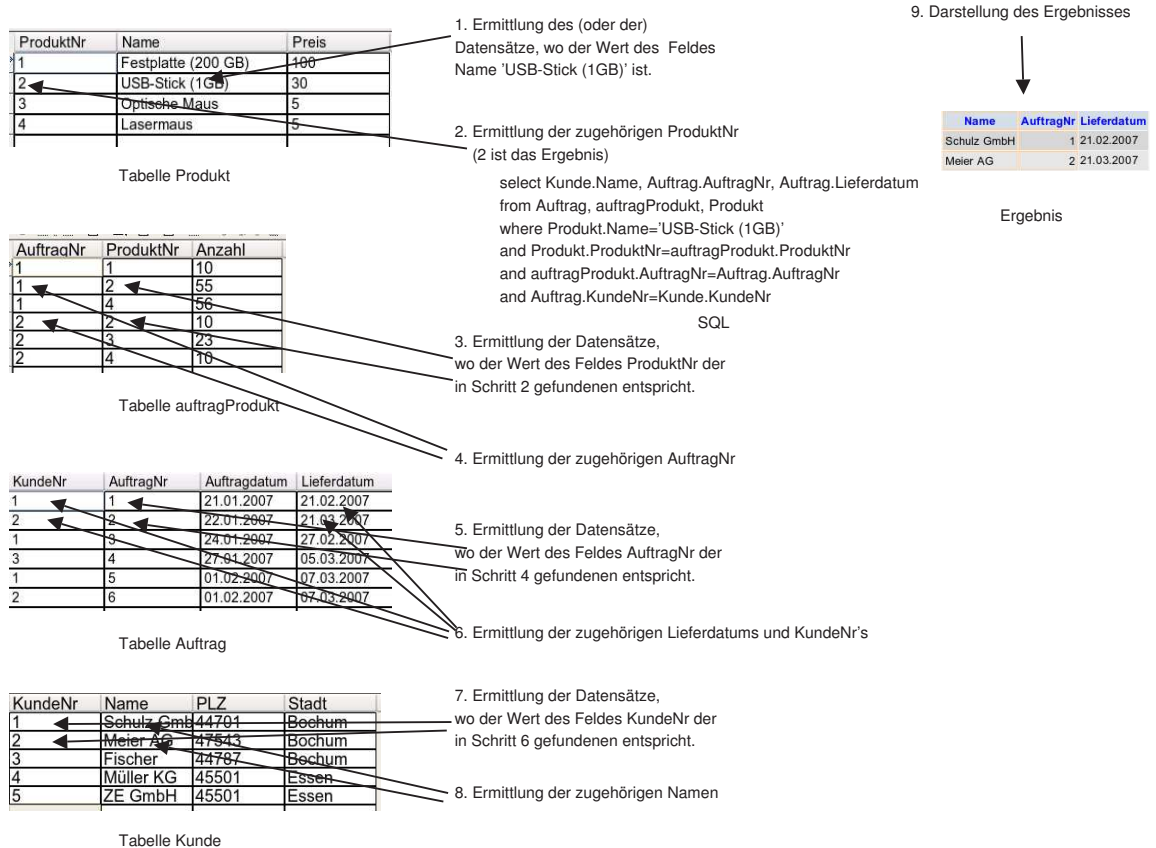 9. Darstellung des Ergebnisses
1. Ermittlung des (oder der)
Datensätze, wo der Wert des Feldes
Name 'USB-Stick (1GB)' ist.
ProduktNr Name Preis
1 Festplatte (200 GB) 100
2 USB-Stick (1GB) 30
3 Optische Maus 5
4 Lasermaus 5
Tabelle Produkt
2. Ermittlung der zugehörigen ProduktNr
(2 ist das Ergebnis)
Name AuftragNr Lieferdatum
Schulz GmbH 1 21.02.2007
Meier AG 2 21.03.2007
Ergebnis
select Kunde.Name, Auftrag.AuftragNr, Auftrag.Lieferdatum
from Auftrag, auftragProdukt, Produkt
where Produkt.Name='USB-Stick (1GB)'
and Produkt.ProduktNr=auftragProdukt.ProduktNr
and auftragProdukt.AuftragNr=Auftrag.AuftragNr
and Auftrag.KundeNr=Kunde.KundeNr
SQL
AuftragNr ProduktNr Anzahl
1 1 10
1 2 55
1 4 56
2 2 10
2 3 23
2 4 10
Tabelle auftragProdukt
3. Ermittlung der Datensätze,
wo der Wert des Feldes ProduktNr der
in Schritt 2 gefundenen entspricht.
4. Ermittlung der zugehörigen AuftragNr
KundeNr AuftragNr Auftragdatum Lieferdatum
1 1 21.01.2007 21.02.2007
2 2 22.01.2007 21.03.2007
1 3 24.01.2007 27.02.2007
3 4 27.01.2007 05.03.2007
1 5 01.02.2007 07.03.2007
2 6 01.02.2007 07.03.2007
Tabelle Auftrag
5. Ermittlung der Datensätze,
wo der Wert des Feldes AuftragNr der
in Schritt 4 gefundenen entspricht.
6. Ermittlung der zugehörigen Lieferdatums und KundeNr's
KundeNr Name PLZ Stadt
1 Schulz Gmb 44701 Bochum
2 Meier AG 47543 Bochum
3 Fischer 44787 Bochum
4 Müller KG 45501 Essen
5 ZE GmbH 45501 Essen
Tabelle Kunde
7. Ermittlung der Datensätze,
wo der Wert des Feldes KundeNr der
in Schritt 6 gefundenen entspricht.
8. Ermittlung der zugehörigen Namen